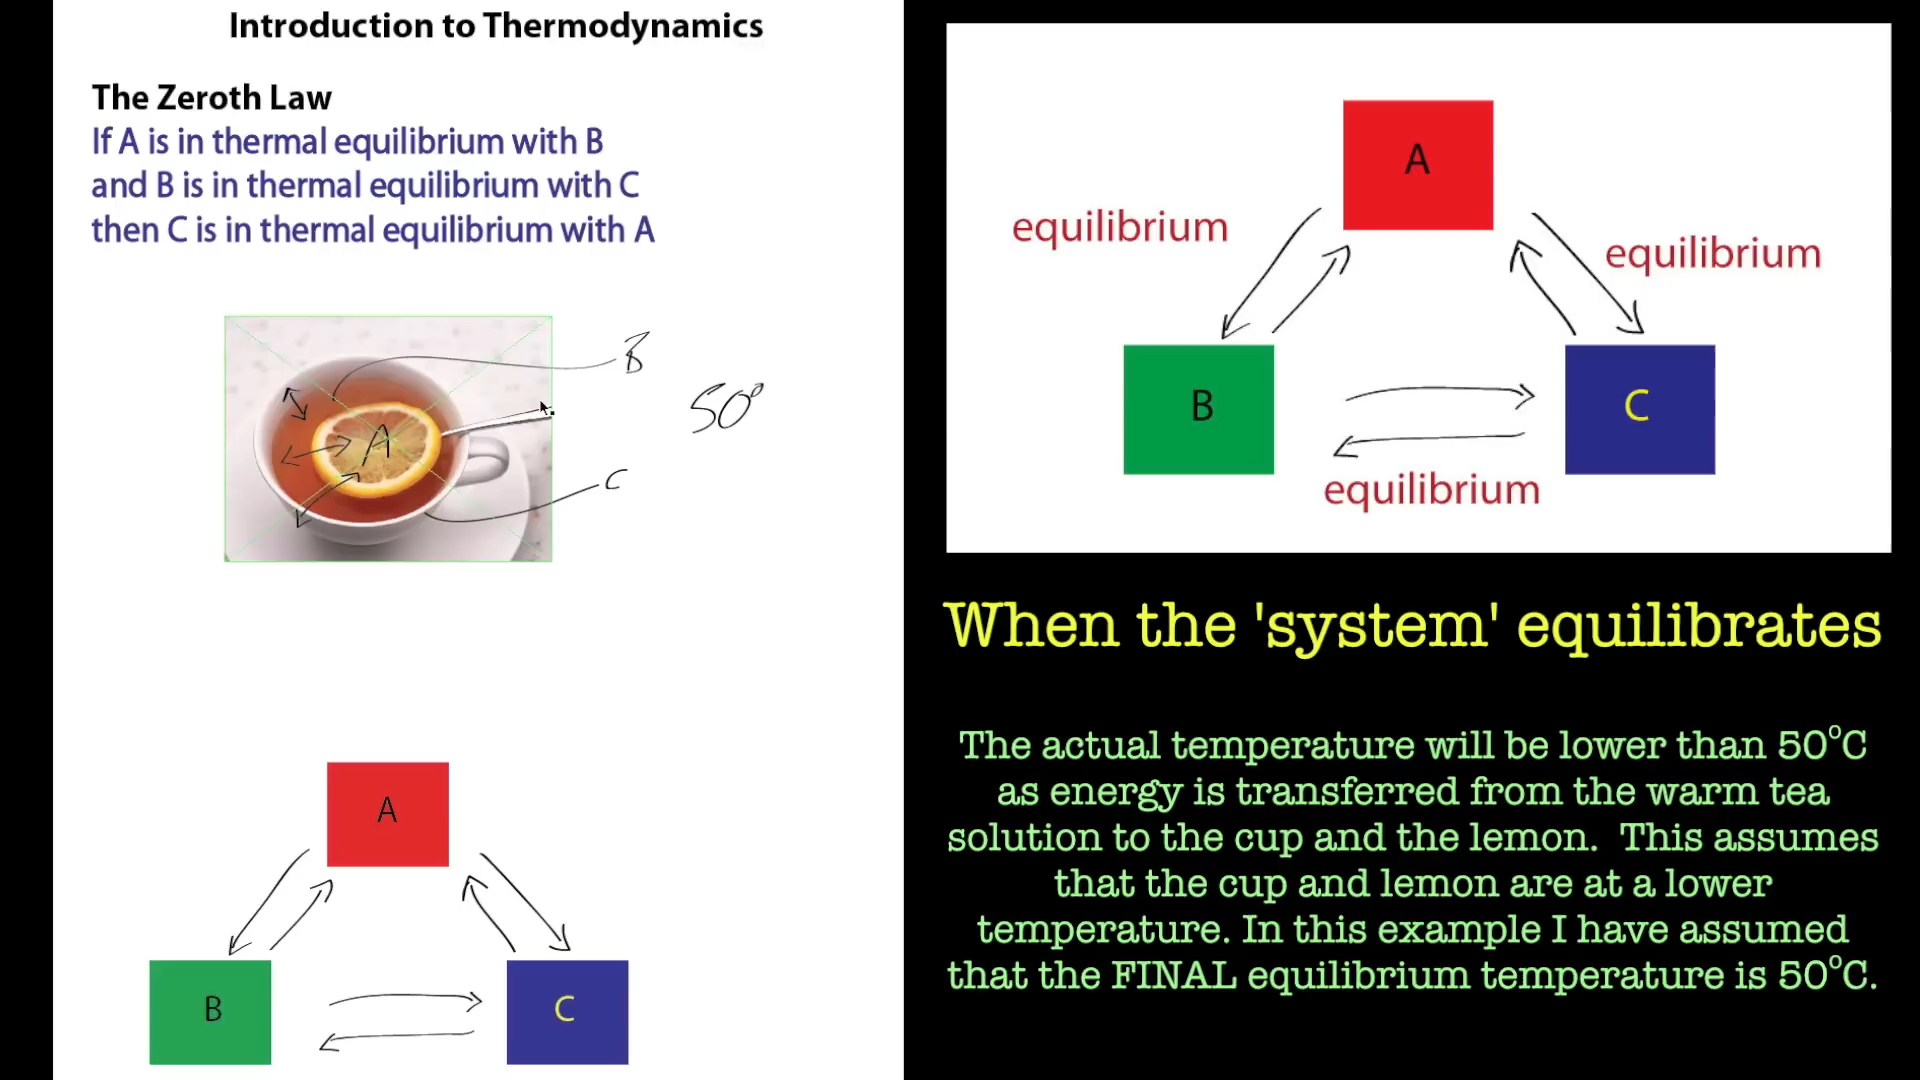 Introduction to Thermodynamics
The Zeroth Law
If A is in thermal equilibrium with B
and B is in thermal equilibrium with C
then C is in thermal equilibrium with A
B
50°
A
C
A
B
C
A
equilibrium
equilibrium
B
C
equilibrium
When the 'system' equilibrates
The actual temperature will be lower than 50°C
as energy is transferred from the warm tea
solution to the cup and the lemon. This assumes
that the cup and lemon are at a lower
temperature. In this example I have assumed
that the FINAL equilibrium temperature is 50°C.